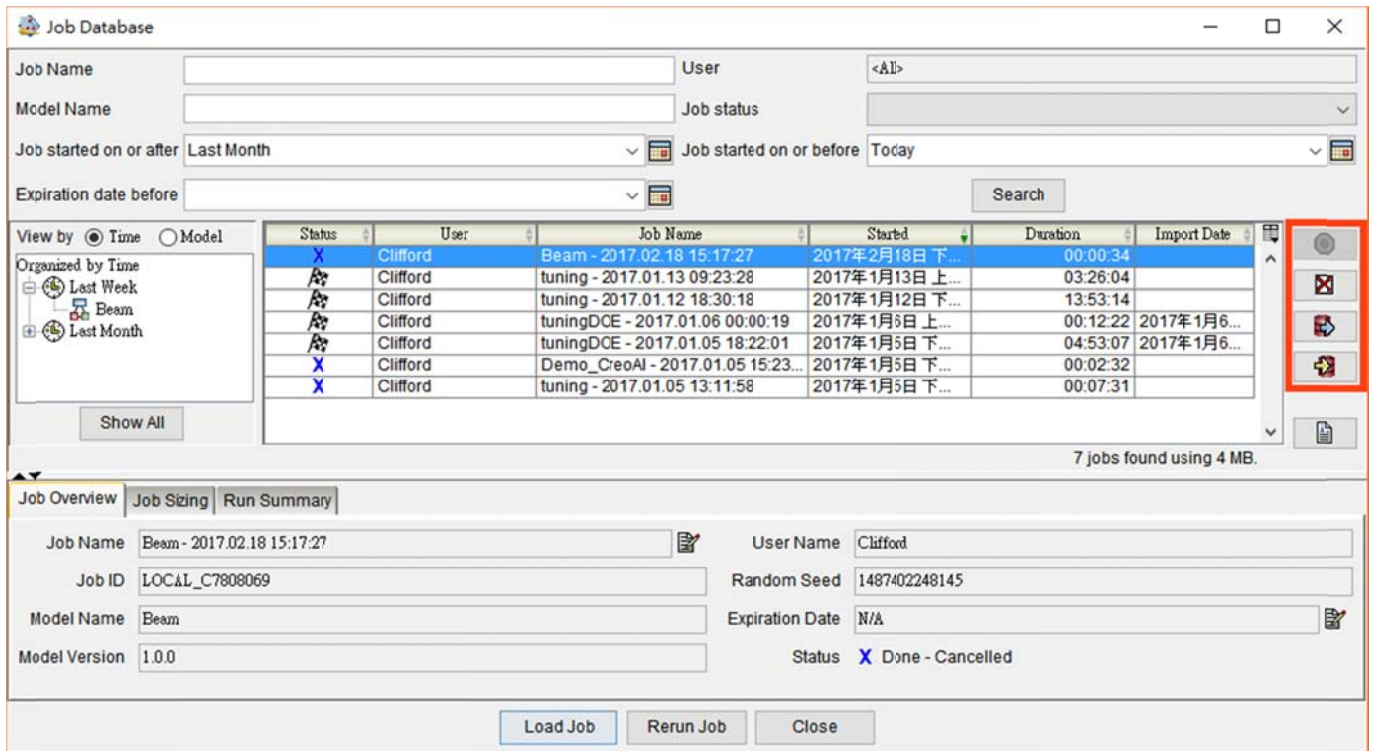 Job Database
Job Name User <All>
Model Name Job status
Job started on or after Last Month Job started on or before Today
Expiration date before Search
View by Time Model
Organized by Time
Last Week
Beam
Last Month
Show All
Status User Job Name Started Duration Import Date
X Clifford Beam - 2017.02.18 15:17:27 2017年2月18日 下... 00:00:34
Clifford tuning - 2017.01.13 09:23:28 2017年1月13日 上... 03:26:04
Clifford tuning - 2017.01.12 18:30:18 2017年1月12日 下... 13:53:14
Clifford tuningDOE - 2017.01.06 00:00:19 2017年1月6日 上... 00:12:22 2017年1月6...
Clifford tuningDOE - 2017.01.05 18:22:01 2017年1月5日 下... 04:53:07 2017年1月6...
X Clifford Demo_CreoAI - 2017.01.05 15:23... 2017年1月5日 下... 00:02:32
X Clifford tuning - 2017.01.05 13:11:58 2017年1月5日 下... 00:07:31
7 jobs found using 4 MB.
Job Overview Job Sizing Run Summary
Job Name Beam - 2017.02.18 15:17:27 User Name Clifford
Job ID LOCAL_C7808069 Random Seed 1487402248145
Model Name Beam Expiration Date N/A
Model Version 1.0.0 Status X Done - Cancelled
Load Job Rerun Job Close